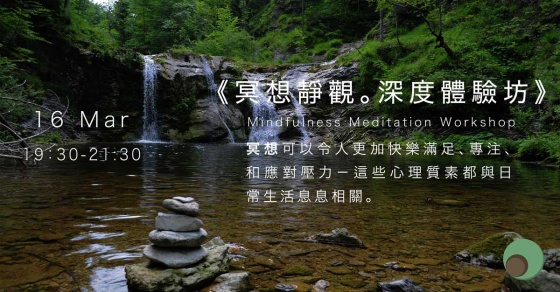 《冥想靜觀。深度體驗坊》
Mindfulness Meditation Workshop
16 Mar
19:30-21:30
冥想可以令人更加快樂滿足、專注、
和應對壓力－這些心理質素都與日
常生活息息相關。